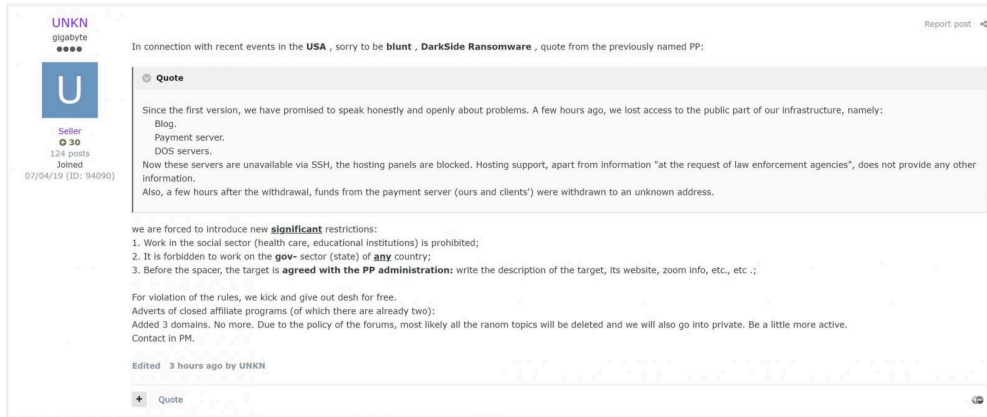 UNKN
gigabyte
U
Seller
30
124 posts
Joined
07/04/19 (ID: 94090)
Report post
In connection with recent events in the USA , sorry to be blunt , DarkSide Ransomware , quote from the previously named PP:
Quote
Since the first version, we have promised to speak honestly and openly about problems. A few hours ago, we lost access to the public part of our infrastructure, namely:
Blog.
Payment server.
DOS servers.
Now these servers are unavailable via SSH, the hosting panels are blocked. Hosting support, apart from information "at the request of law enforcement agencies", does not provide any other
information.
Also, a few hours after the withdrawal, funds from the payment server (ours and clients') were withdrawn to an unknown address.
we are forced to introduce new significant restrictions:
1. Work in the social sector (health care, educational institutions) is prohibited;
2. It is forbidden to work on the gov- sector (state) of any country;
3. Before the spacer, the target is agreed with the PP administration: write the description of the target, its website, zoom info, etc., etc .;
For violation of the rules, we kick and give out desh for free.
Adverts of closed affiliate programs (of which there are already two):
Added 3 domains. No more. Due to the policy of the forums, most likely all the ranom topics will be deleted and we will also go into private. Be a little more active.
Contact in PM.
Edited 3 hours ago by UNKN
+ Quote